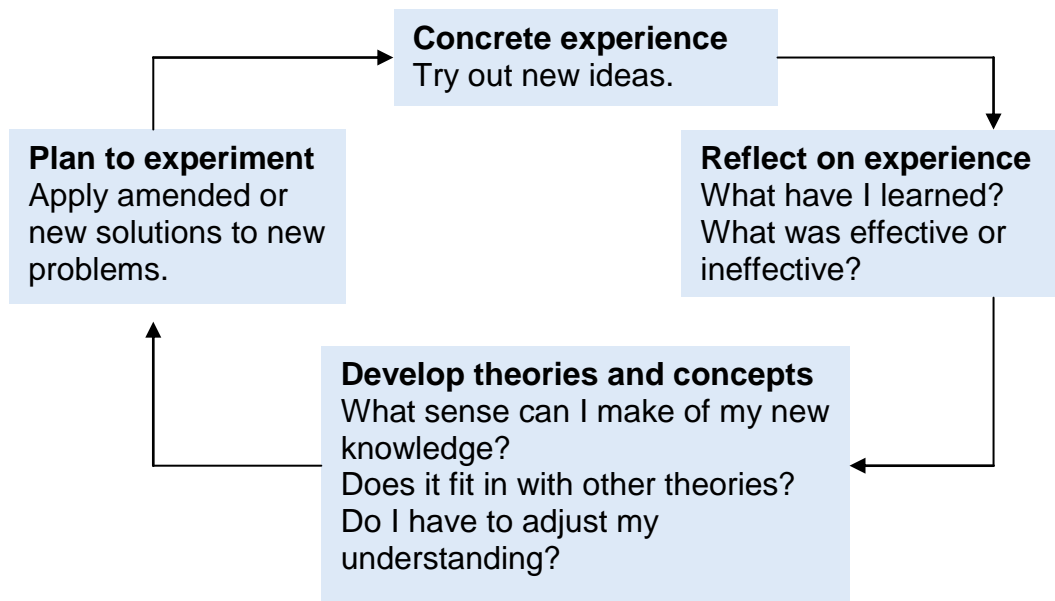 Concrete experience
Try out new ideas.
Plan to experiment
Apply amended or
new solutions to new
problems.
Reflect on experience
What have I learned?
What was effective or
ineffective?
Develop theories and concepts
What sense can I make of my new
knowledge?
Does it fit in with other theories?
Do I have to adjust my
understanding?